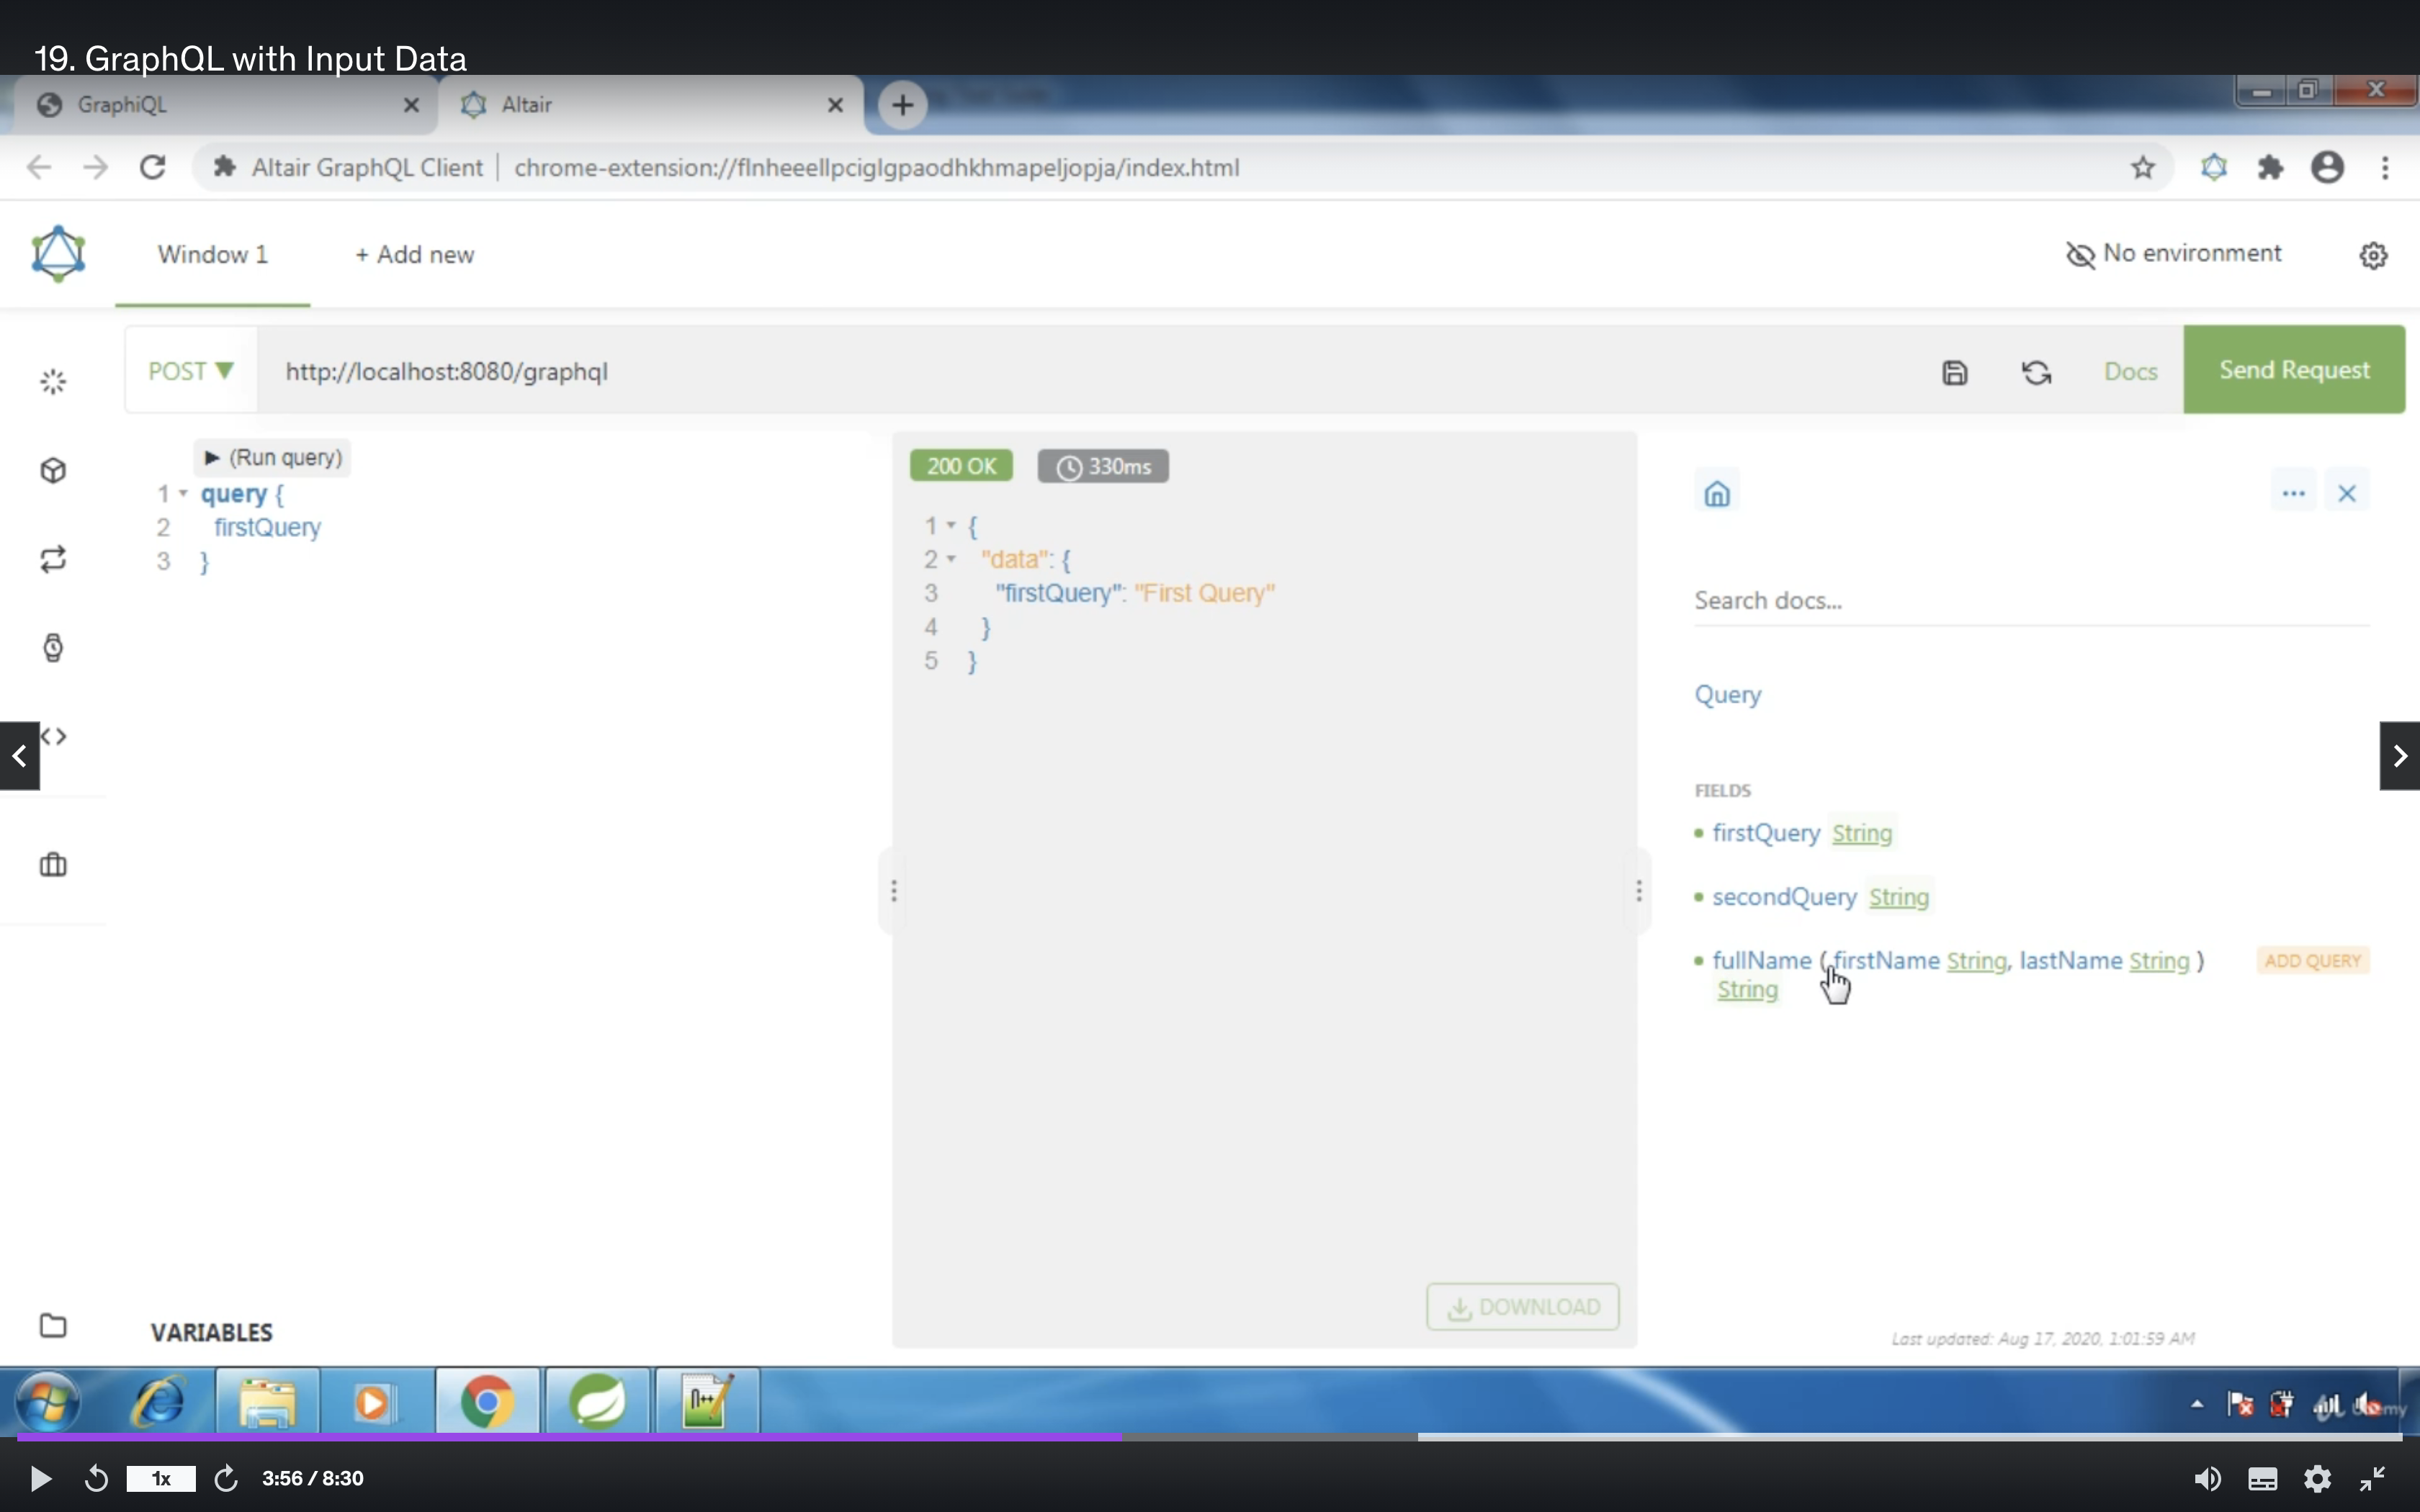 19. GraphQL with Input Data
GraphiQL
Altair
Altair GraphQL Client | chrome-extension://flnheeellpciglgpaodhkhmapeljopja/index.html
Window 1
+ Add new
No environment
POST ▼
http://localhost:8080/graphql
Docs
Send Request
▶ (Run query)
1 query {
2 firstQuery
3 }
200 OK
330ms
1 {
2 "data": {
3 "firstQuery": "First Query"
4 }
5 }
Search docs...
Query
FIELDS
firstQuery String
secondQuery String
fullName ( firstName String, lastName String )
String
ADD QUERY
DOWNLOAD
VARIABLES
Last updated: Aug 17, 2020, 1:01:59 AM
1x
3:56 / 8:30